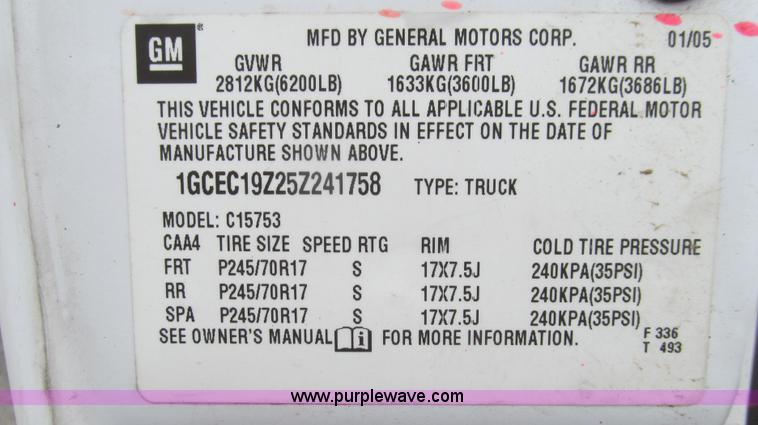 GM ® MFD BY GENERAL MOTORS CORP. 01/05
GVWR GAWR FRT GAWR RR
2812KG(6200LB) 1633KG(3600LB) 1672KG(3686LB)
THIS VEHICLE CONFORMS TO ALL APPLICABLE U.S. FEDERAL MOTOR
VEHICLE SAFETY STANDARDS IN EFFECT ON THE DATE OF
MANUFACTURE SHOWN ABOVE.
1GCEC19Z25Z241758 TYPE: TRUCK
MODEL: C15753
CAA4 TIRE SIZE SPEED RTG RIM COLD TIRE PRESSURE
FRT P245/70R17 S 17X7.5J 240KPA(35PSI)
RR P245/70R17 S 17X7.5J 240KPA(35PSI)
SPA P245/70R17 S 17X7.5J 240KPA(35PSI)
SEE OWNER'S MANUAL i FOR MORE INFORMATION. F 336
T 493
www.purplewave.com